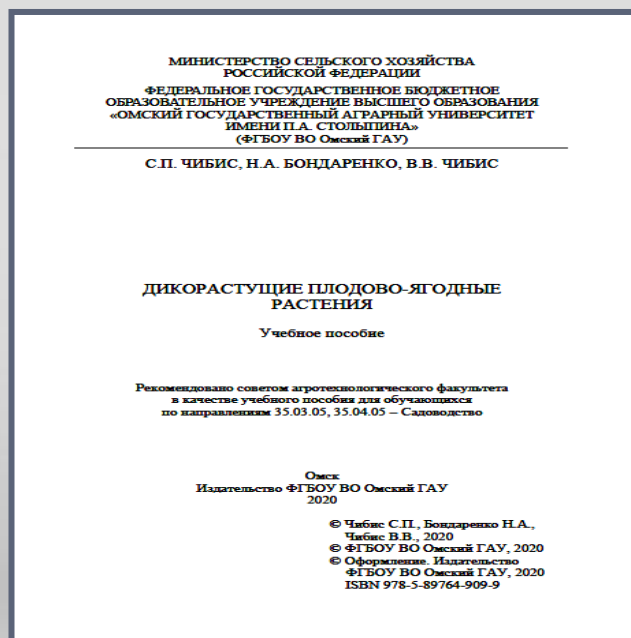 МИНИСТЕРСТВО СЕЛЬСКОГО ХОЗЯЙСТВА
РОССИЙСКОЙ ФЕДЕРАЦИИ
ФЕДЕРАЛЬНОЕ ГОСУДАРСТВЕННОЕ БЮДЖЕТНОЕ
ОБРАЗОВАТЕЛЬНОЕ УЧРЕЖДЕНИЕ ВЫСШЕГО ОБРАЗОВАНИЯ
«ОМСКИЙ ГОСУДАРСТВЕННЫЙ АГРАРНЫЙ УНИВЕРСИТЕТ
ИМЕНИ П.А. СТОЛЫПИНА»
(ФГБОУ ВО Омский ГАУ)
С.П. ЧИБИС, Н.А. БОНДАРЕНКО, В.В. ЧИБИС
ДИКОРАСТУЩИЕ ПЛОДОВО-ЯГОДНЫЕ
РАСТЕНИЯ
Учебное пособие
Рекомендовано советом агротехнологического факультета
в качестве учебного пособия для обучающихся
по направлениям 35.03.05, 35.04.05 – Садоводство
Омск
Издательство ФГБОУ ВО Омский ГАУ
2020
© Чибис С.П., Бондаренко Н.А.,
Чибис В.В., 2020
© ФГБОУ ВО Омский ГАУ, 2020
© Оформление. Издательство
ФГБОУ ВО Омский ГАУ, 2020
ISBN 978-5-89764-909-9